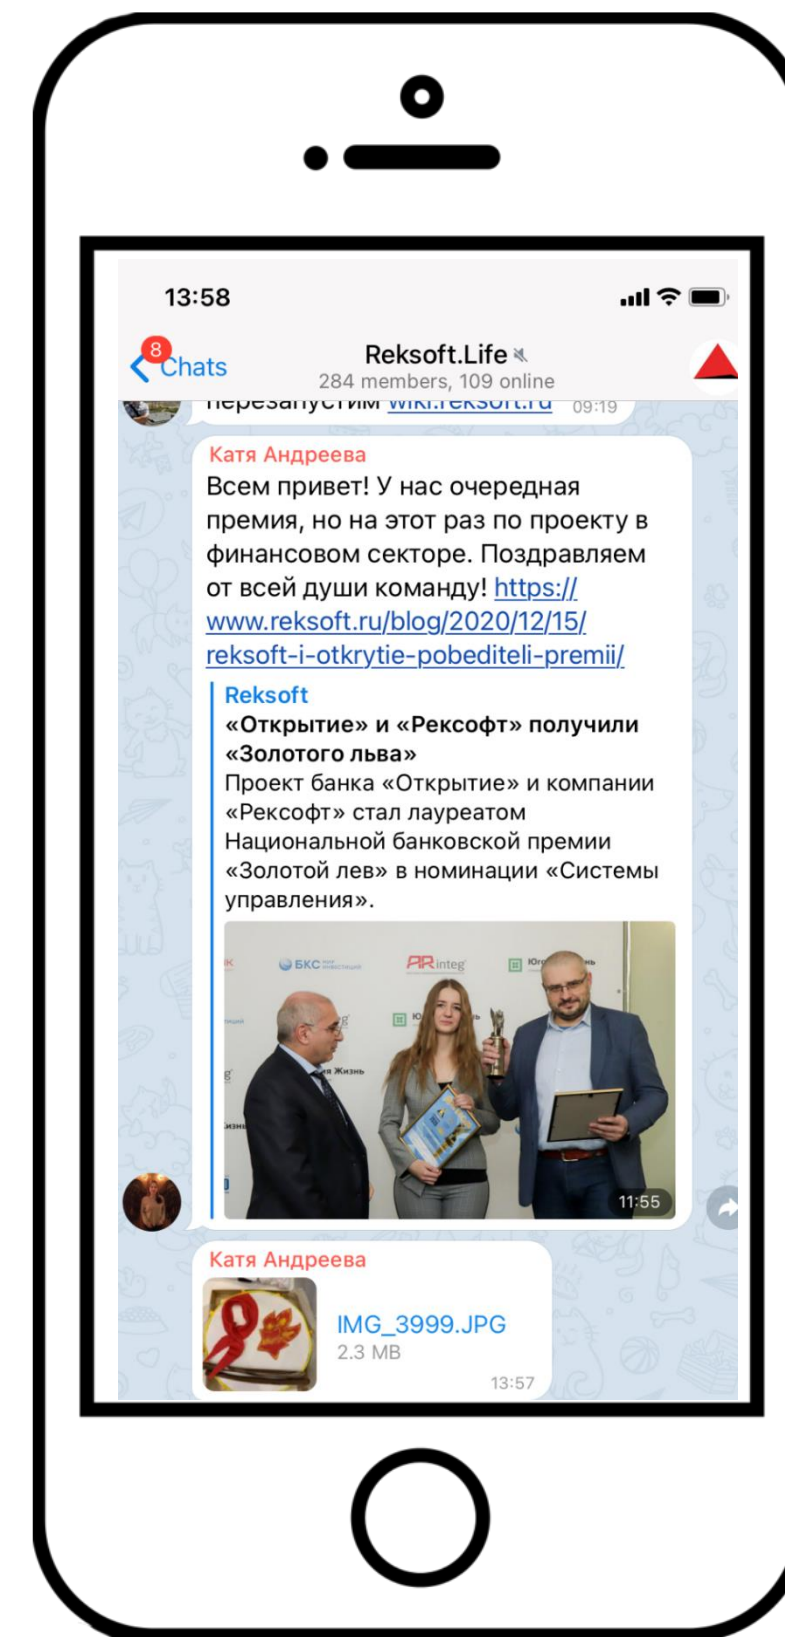 13:58
8
Chats
Reksoft.Life
284 members, 109 online
перезапустим wiki.reksoft.ru 09:19
Катя Андреева
Всем привет! У нас очередная
премия, но на этот раз по проекту в
финансовом секторе. Поздравляем
от всей души команду! https://
www.reksoft.ru/blog/2020/12/15/
reksoft-i-otkrytie-pobediteli-premii/
Reksoft
«Открытие» и «Рексофт» получили
«Золотого льва»
Проект банка «Открытие» и компании
«Рексофт» стал лауреатом
Национальной банковской премии
«Золотой лев» в номинации «Системы
управления».
БКС МИР ИНВЕСТИЦИЙ
ARinteg
Жизнь
11:55
Катя Андреева
IMG_3999.JPG
2.3 MB
13:57